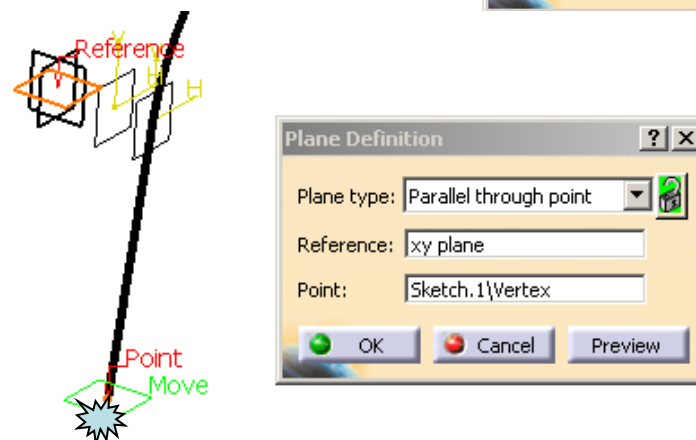 Reference
V
V
H
H
Point
Move
Plane Definition ? X
Plane type: Parallel through point
Reference: xy plane
Point: Sketch.1\Vertex
OK Cancel Preview